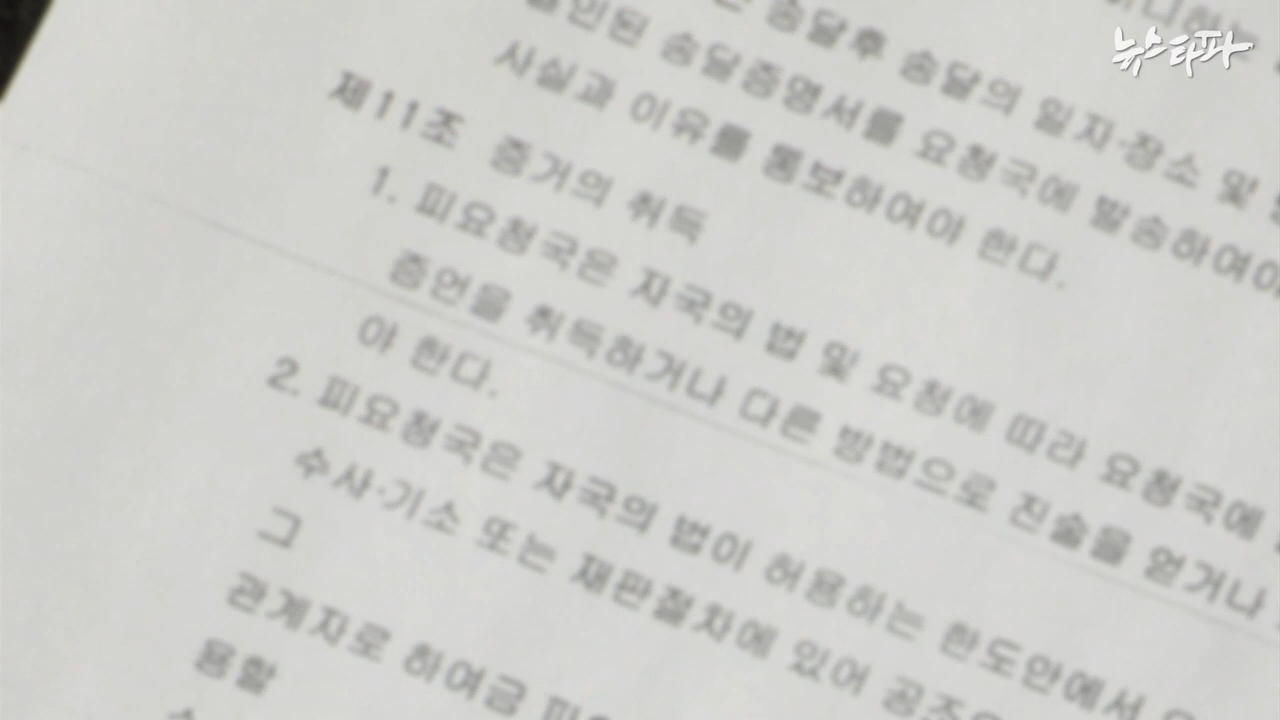 뉴스타파
송달후 송달의 일자·장소 및
송달증명서를 요청국에 발송하여야
사실과 이유를 통보하여야 한다.
제11조 증거의 취득
1. 피요청국은 자국의 법 및 요청에 따라 요청국에
증언을 취득하거나 다른 방법으로 진술을 얻거나
야 한다.
2. 피요청국은 자국의 법이 허용하는 한도안에서
수사·기소 또는 재판절차에 있어
그
관계자로 하여금
용할